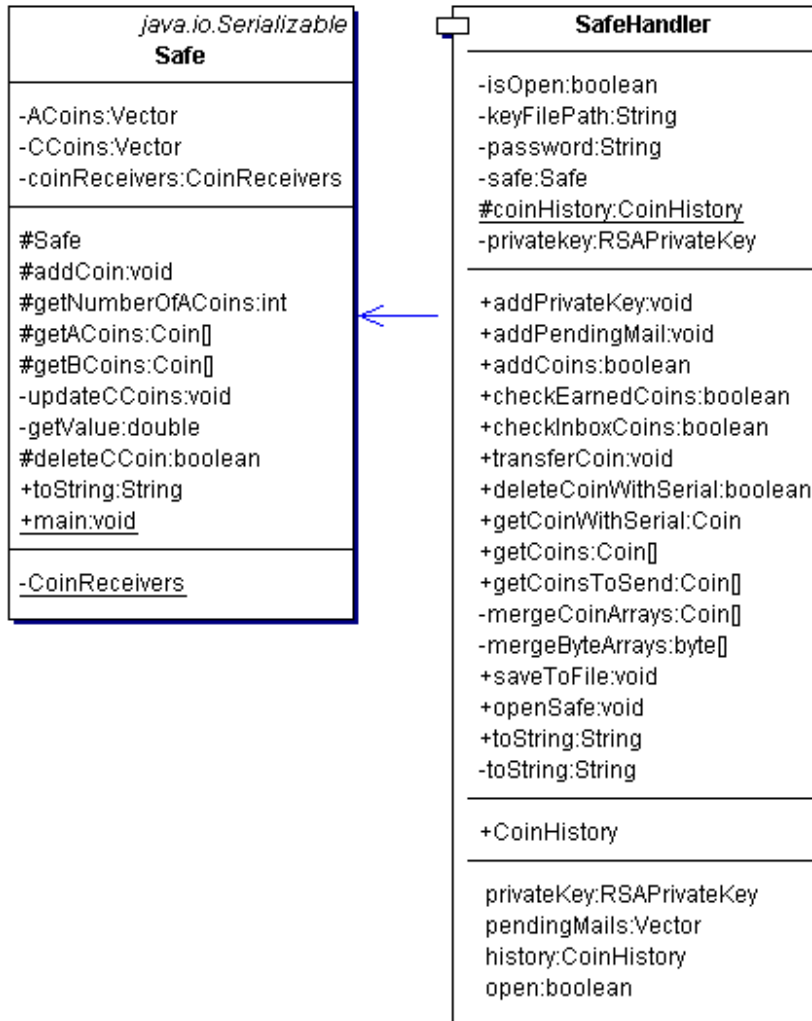 java.io.Serializable
Safe
-ACoins:Vector
-CCoins:Vector
-coinReceivers:CoinReceivers
#Safe
#addCoin:void
#getNumberOfACoins:int
#getACoins:Coin[]
#getBCoins:Coin[]
-updateCCoins:void
-getValue:double
#deleteCCoin:boolean
+toString:String
+main:void
-CoinReceivers
SafeHandler
-isOpen:boolean
-keyFilePath:String
-password:String
-safe:Safe
#coinHistory:CoinHistory
-privatekey:RSAPrivateKey
+addPrivateKey:void
+addPendingMail:void
+addCoins:boolean
+checkEarnedCoins:boolean
+checkInboxCoins:boolean
+transferCoin:void
+deleteCoinWithSerial:boolean
+getCoinWithSerial:Coin
+getCoins:Coin[]
+getCoinsToSend:Coin[]
-mergeCoinArrays:Coin[]
-mergeByteArrays:byte[]
+saveToFile:void
+openSafe:void
+toString:String
-toString:String
+CoinHistory
privateKey:RSAPrivateKey
pendingMails:Vector
history:CoinHistory
open:boolean